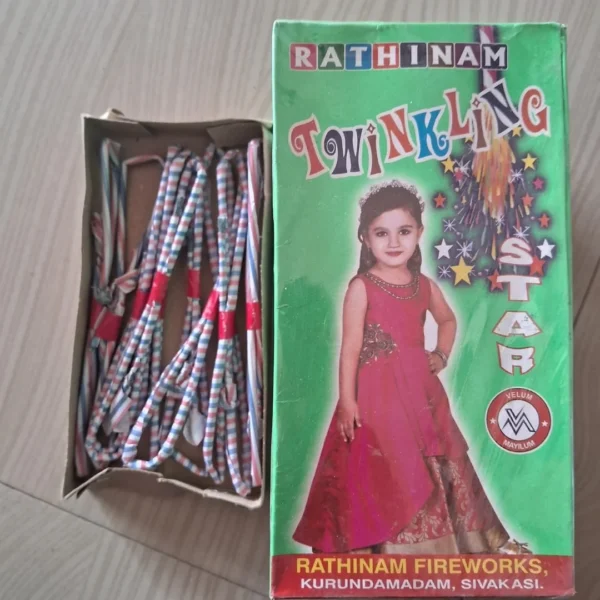 RATHINAM
TWINKLING
STAR
VELUM
MAYILUM
RATHINAM FIREWORKS,
KURUNDAMADAM, SIVAKASI.